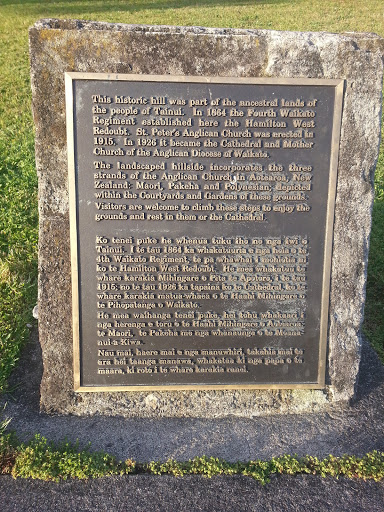 This historic hill was part of the ancestral lands of
the people of Tainui. In 1864 the Fourth Waikato
Regiment established here the Hamilton West
Redoubt. St. Peter's Anglican Church was erected in
1915. In 1926 it became the Cathedral and Mother
Church of the Anglican Diocese of Waikato.
The landscaped hillside incorporates the three
strands of the Anglican Church in Aotearoa, New
Zealand; Maori, Pakeha and Polynesian; depicted
within the Courtyards and Gardens of these grounds.
Visitors are welcome to climb these steps to enjoy the
grounds and rest in them or the Cathedral.
Ko tenei puke he whenua tuku iho no nga iwi o
Tainui. I te tau 1864 ka whakatuuria e nga hoia o te
4th Waikato Regiment, te pa whawhai i mohiotia ai
ko te Hamilton West Redoubt. He mea whakatuu te
whare karakia Mihingare o Pita te Apotoro, i te tau
1915; no te tau 1926 ka tapaina ko te Cathedral, ko te
whare karakia matua-whaea o te Haahi Mihingare o
te Pihopatanga o Waikato.
He mea waihanga tenei puke, hei tohu whakaari i
nga herenga e toru o te Haahi Mihingare o Aotearoa:
te Maori, te Pakeha me nga whanaunga o te Moana-
nui-a-Kiwa.
Nau mai, haere mai e nga manuwhiri, takahia mai te
ara hei taanga manawa, whakataa ki nga papa o te
maara, ki roto i te whare karakia ranei.